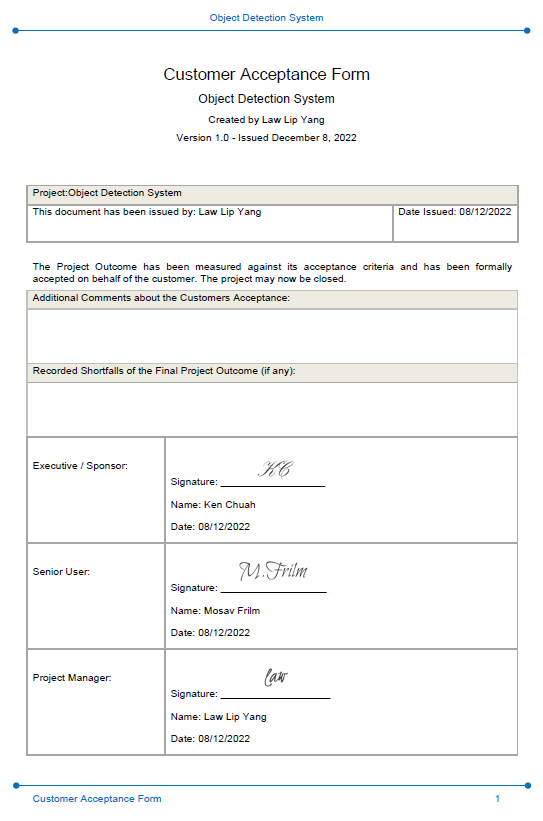 Object Detection System
Customer Acceptance Form
Object Detection System
Created by Law Lip Yang
Version 1.0 - Issued December 8, 2022
Project:Object Detection System
This document has been issued by: Law Lip Yang
Date Issued: 08/12/2022
The Project Outcome has been measured against its acceptance criteria and has been formally
accepted on behalf of the customer. The project may now be closed.
Additional Comments about the Customers Acceptance:
Recorded Shortfalls of the Final Project Outcome (if any):
Executive / Sponsor:
KC
Signature:
Name: Ken Chuah
Date: 08/12/2022
Senior User:
M.Frilm
Signature:
Name: Mosav Frilm
Date: 08/12/2022
Project Manager:
Law
Signature:
Name: Law Lip Yang
Date: 08/12/2022
Customer Acceptance Form 1